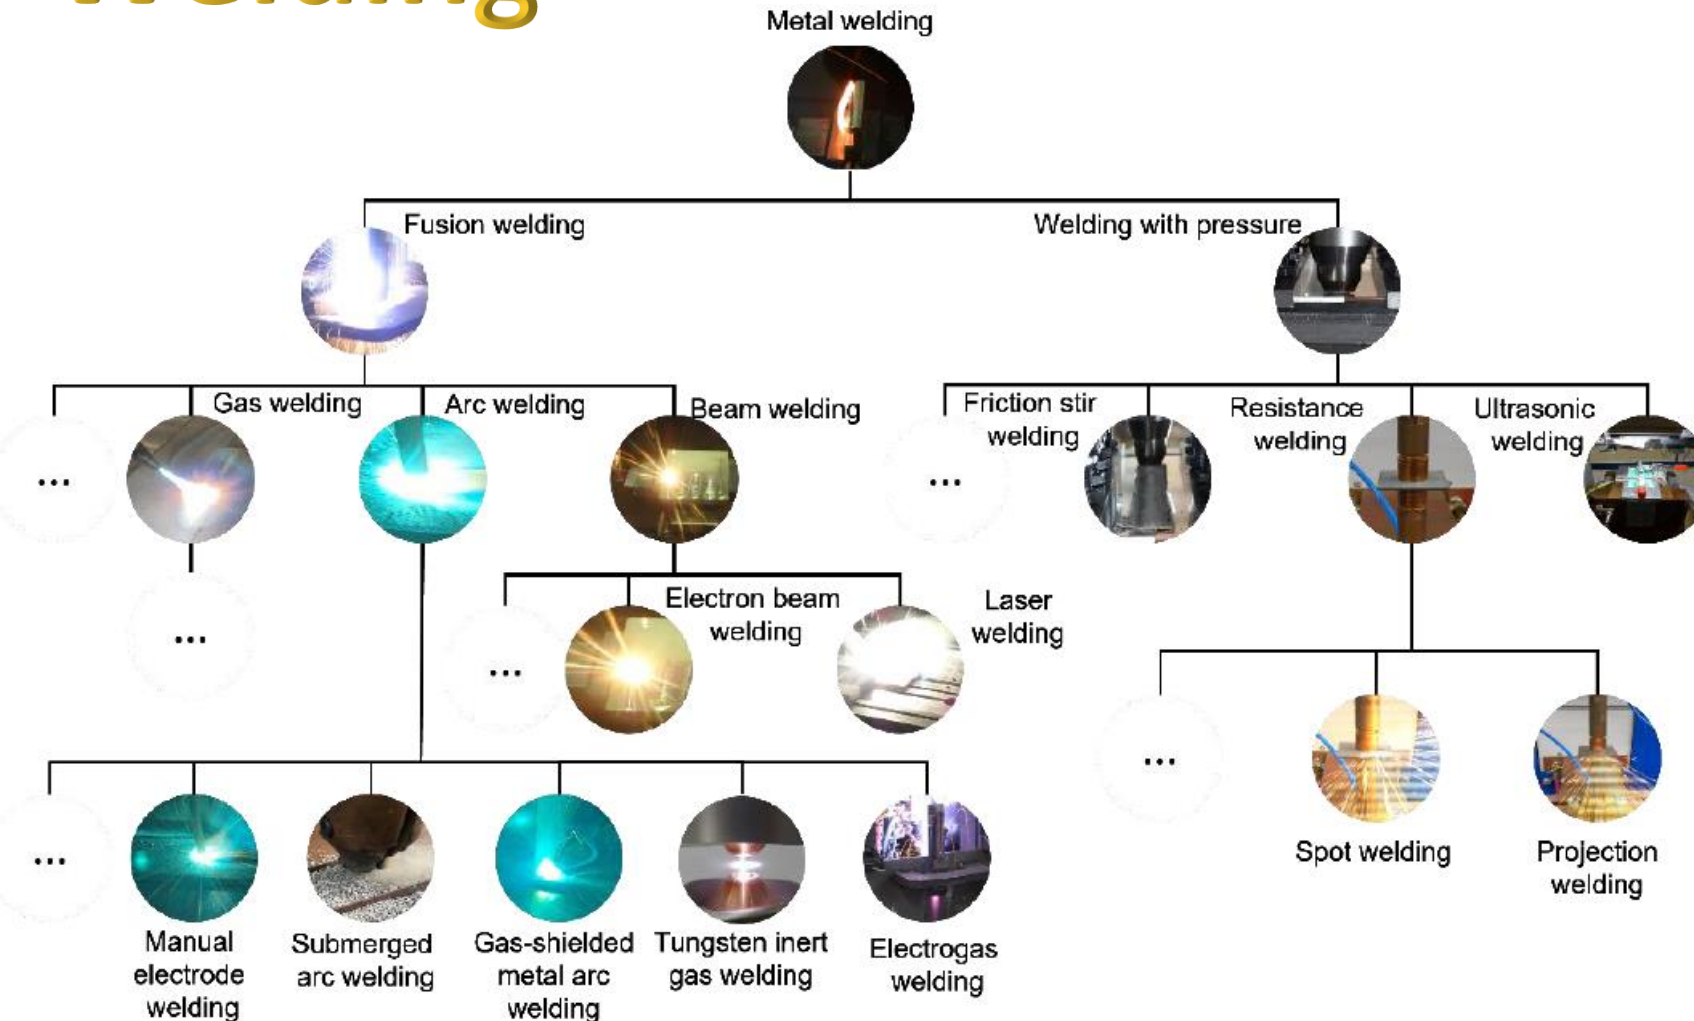 Welding
Metal welding
Fusion welding
Welding with pressure
Gas welding
Arc welding
Beam welding
Friction stir
welding
Resistance
welding
Ultrasonic
welding
...
...
...
Electron beam
welding
Laser
welding
...
...
...
Spot welding
Projection
welding
Manual
electrode
welding
Submerged
arc welding
Gas-shielded
metal arc
welding
Tungsten inert
gas welding
Electrogas
welding